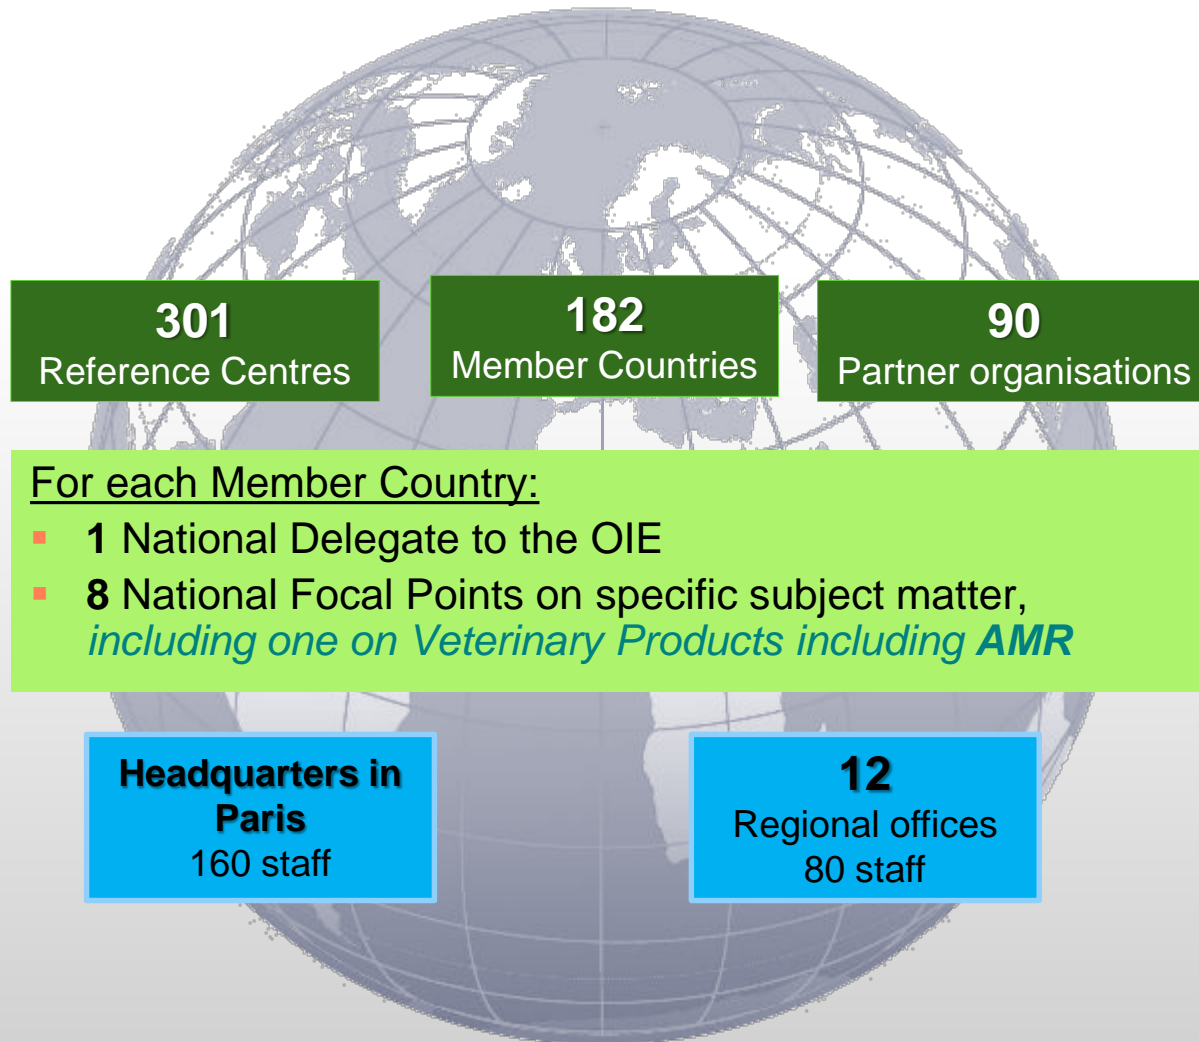 301
Reference Centres
182
Member Countries
90
Partner organisations
For each Member Country:
▪ 1 National Delegate to the OIE
▪ 8 National Focal Points on specific subject matter,
including one on Veterinary Products including AMR
Headquarters in
Paris
160 staff
12
Regional offices
80 staff